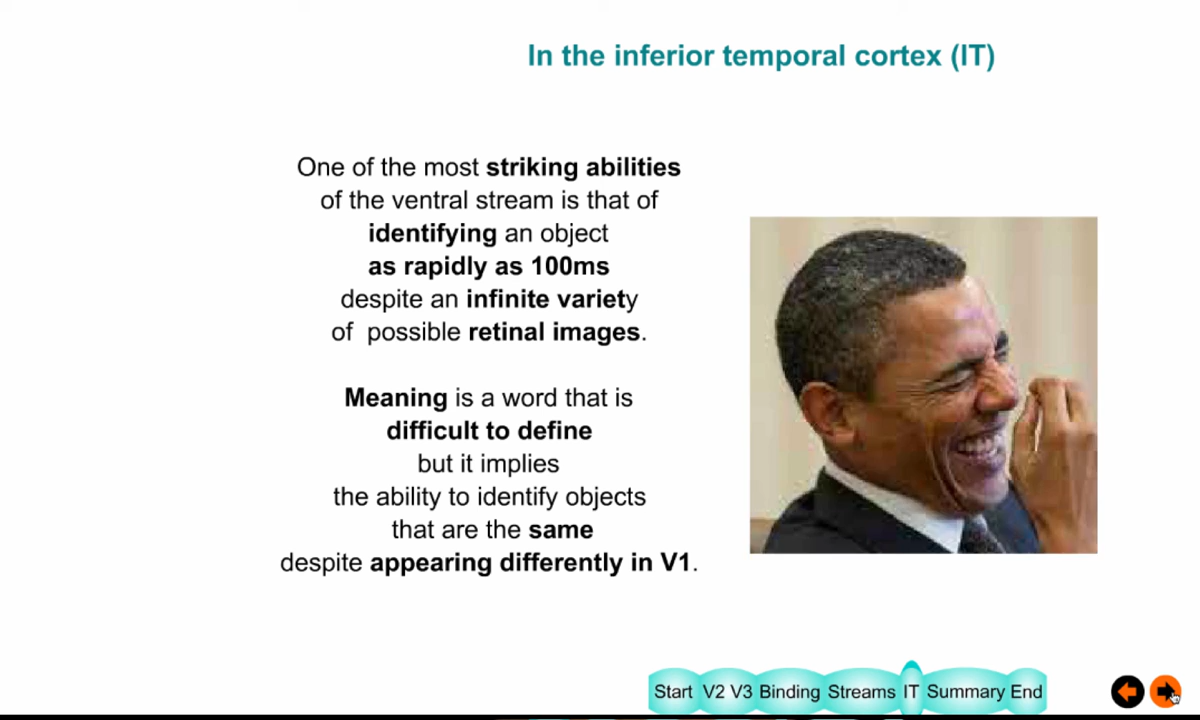 In the inferior temporal cortex (IT)
One of the most striking abilities
of the ventral stream is that of
identifying an object
as rapidly as 100ms
despite an infinite variety
of possible retinal images.
Meaning is a word that is
difficult to define
but it implies
the ability to identify objects
that are the same
despite appearing differently in V1.
Start V2 V3 Binding Streams IT Summary End